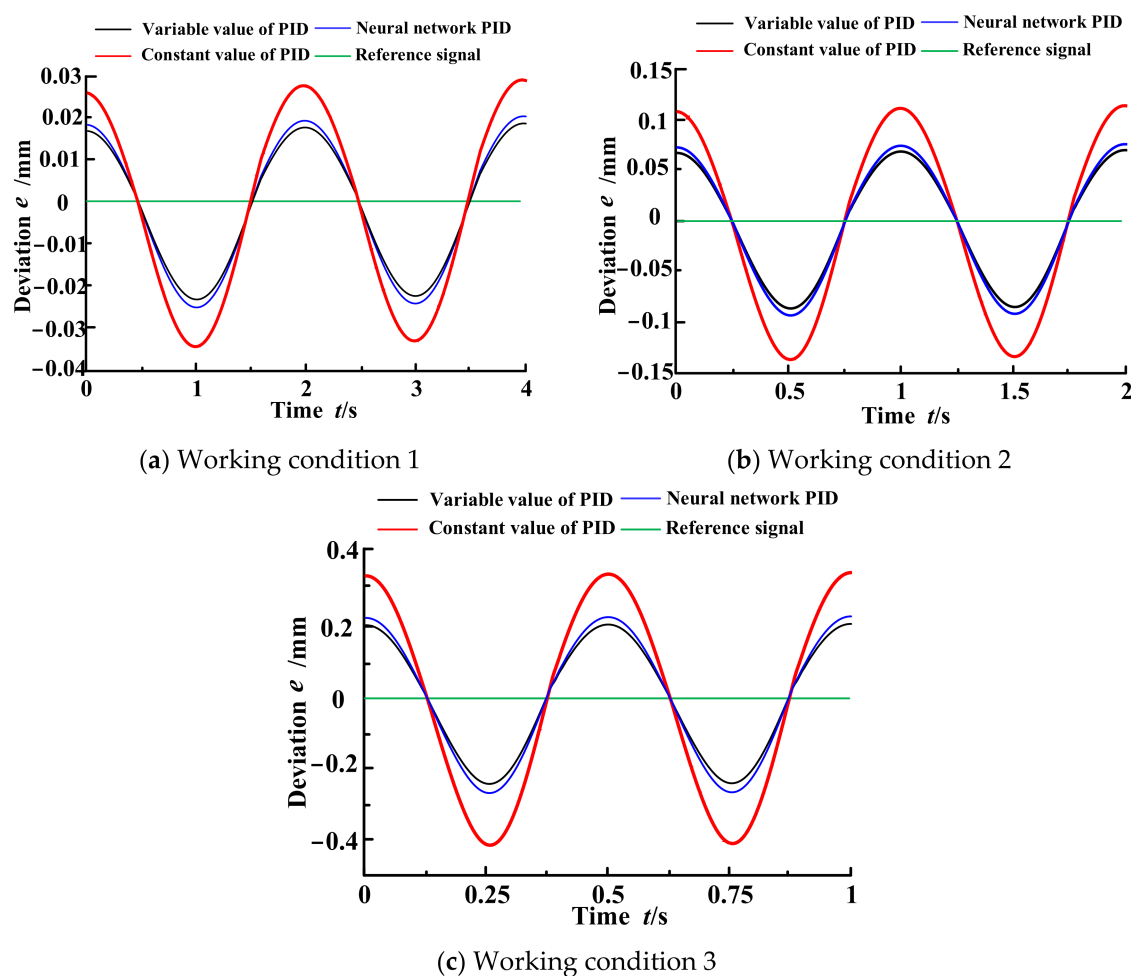 Variable value of PID Neural network PID
Constant value of PID Reference signal
0.03
0.02
0.01
0
−0.01
−0.02
−0.03
−0.04
Deviation e /mm
0 1 2 3 4
Time t/s
(a) Working condition 1
Variable value of PID Neural network PID
Constant value of PID Reference signal
0.15
0.1
0.05
0
−0.05
−0.1
−0.15
Deviation e /mm
0 0.5 1 1.5 2
Time t/s
(b) Working condition 2
Variable value of PID Neural network PID
Constant value of PID Reference signal
0.4
0.2
0
−0.2
−0.4
Deviation e /mm
0 0.25 0.5 0.75 1
Time t/s
(c) Working condition 3